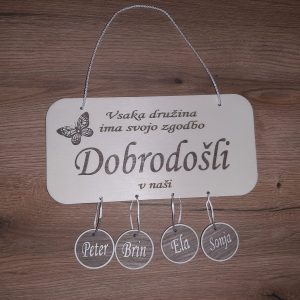 Vsaka družina
ima svojo zgodbo
Dobrodošli
v naši
Peter
Brin
Ela
Sonja